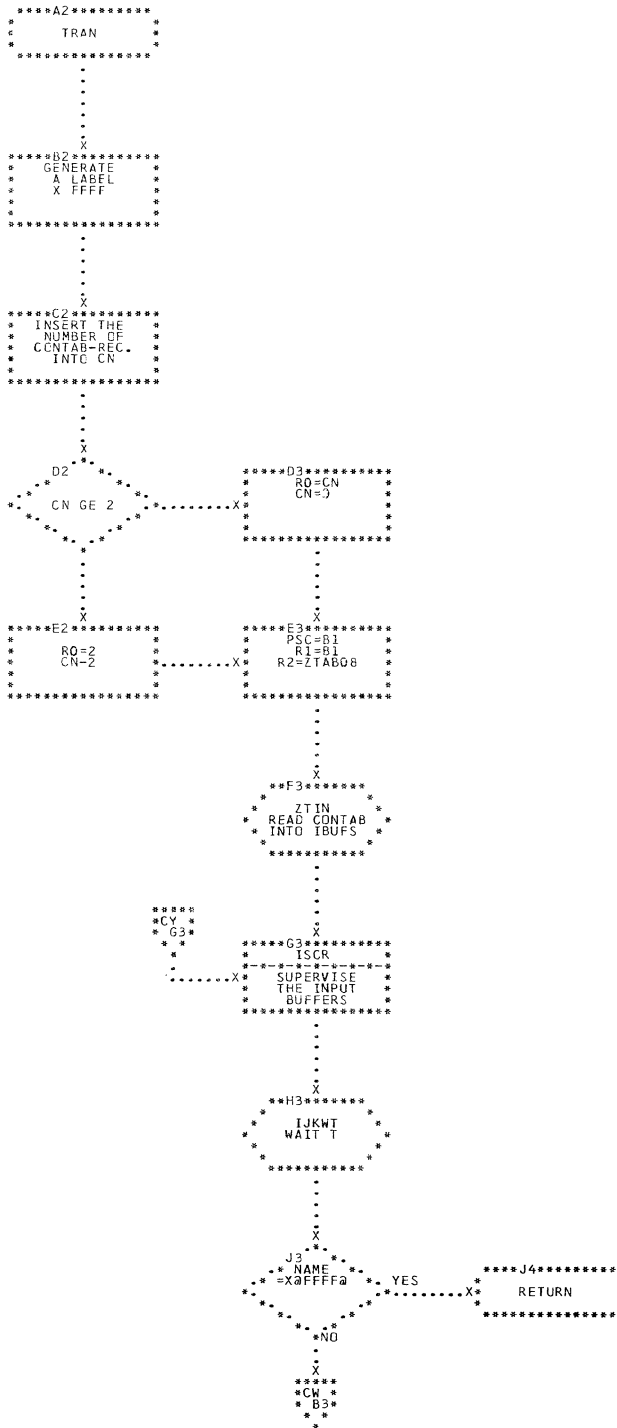 A2
TRAN
B2
GENERATE
A LABEL
X FFFF
C2
INSERT THE
NUMBER OF
CONTAB-REC.
INTO CN
D2
CN GE 2
D3
R0=CN
CN=0
E2
R0=2
CN-2
E3
PSC=B1
R1=B1
R2=ZTAB08
F3
ZTIN
READ CONTAB
INTO IBUFS
CY
G3
G3
ISCR
SUPERVISE
THE INPUT
BUFFERS
H3
IJKWT
WAIT T
J3
NAME
=X@FFFF@
YES
J4
RETURN
NO
CW
B3